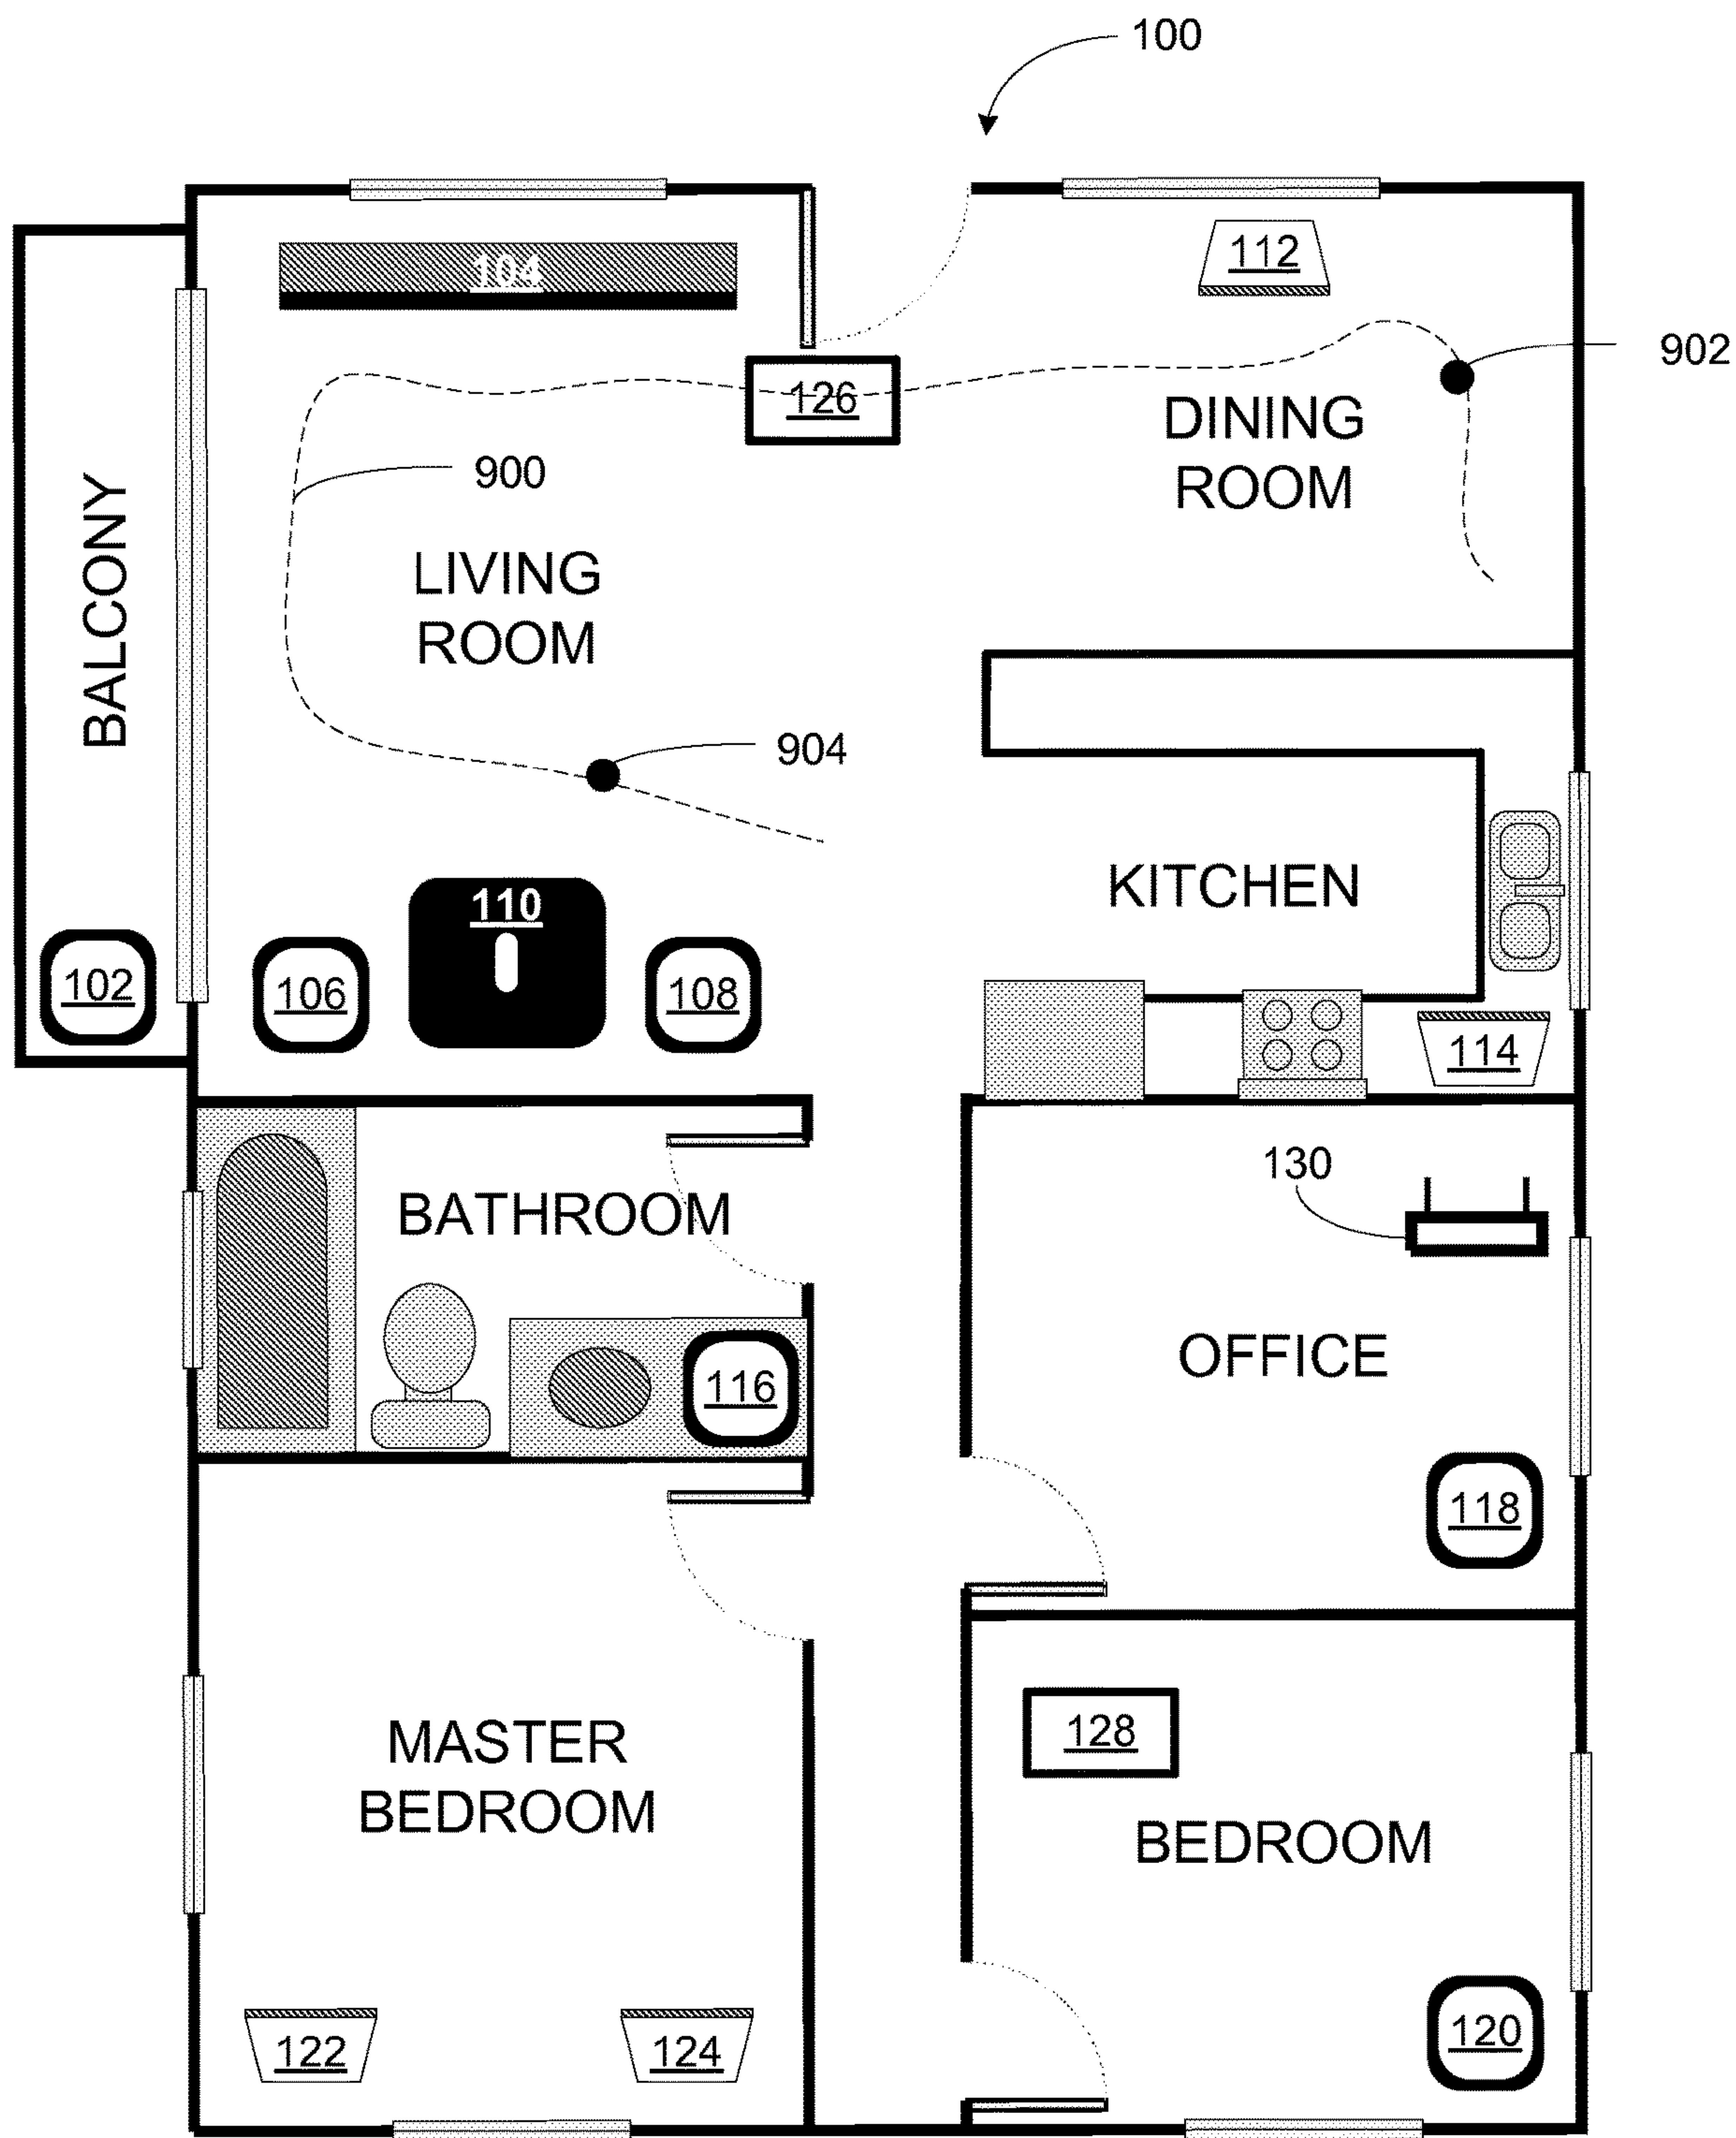 100
104
112
902
126
DINING
ROOM
900
BALCONY
LIVING
ROOM
904
KITCHEN
110
102
106
108
114
130
BATHROOM
OFFICE
116
118
128
MASTER
BEDROOM
BEDROOM
122
124
120